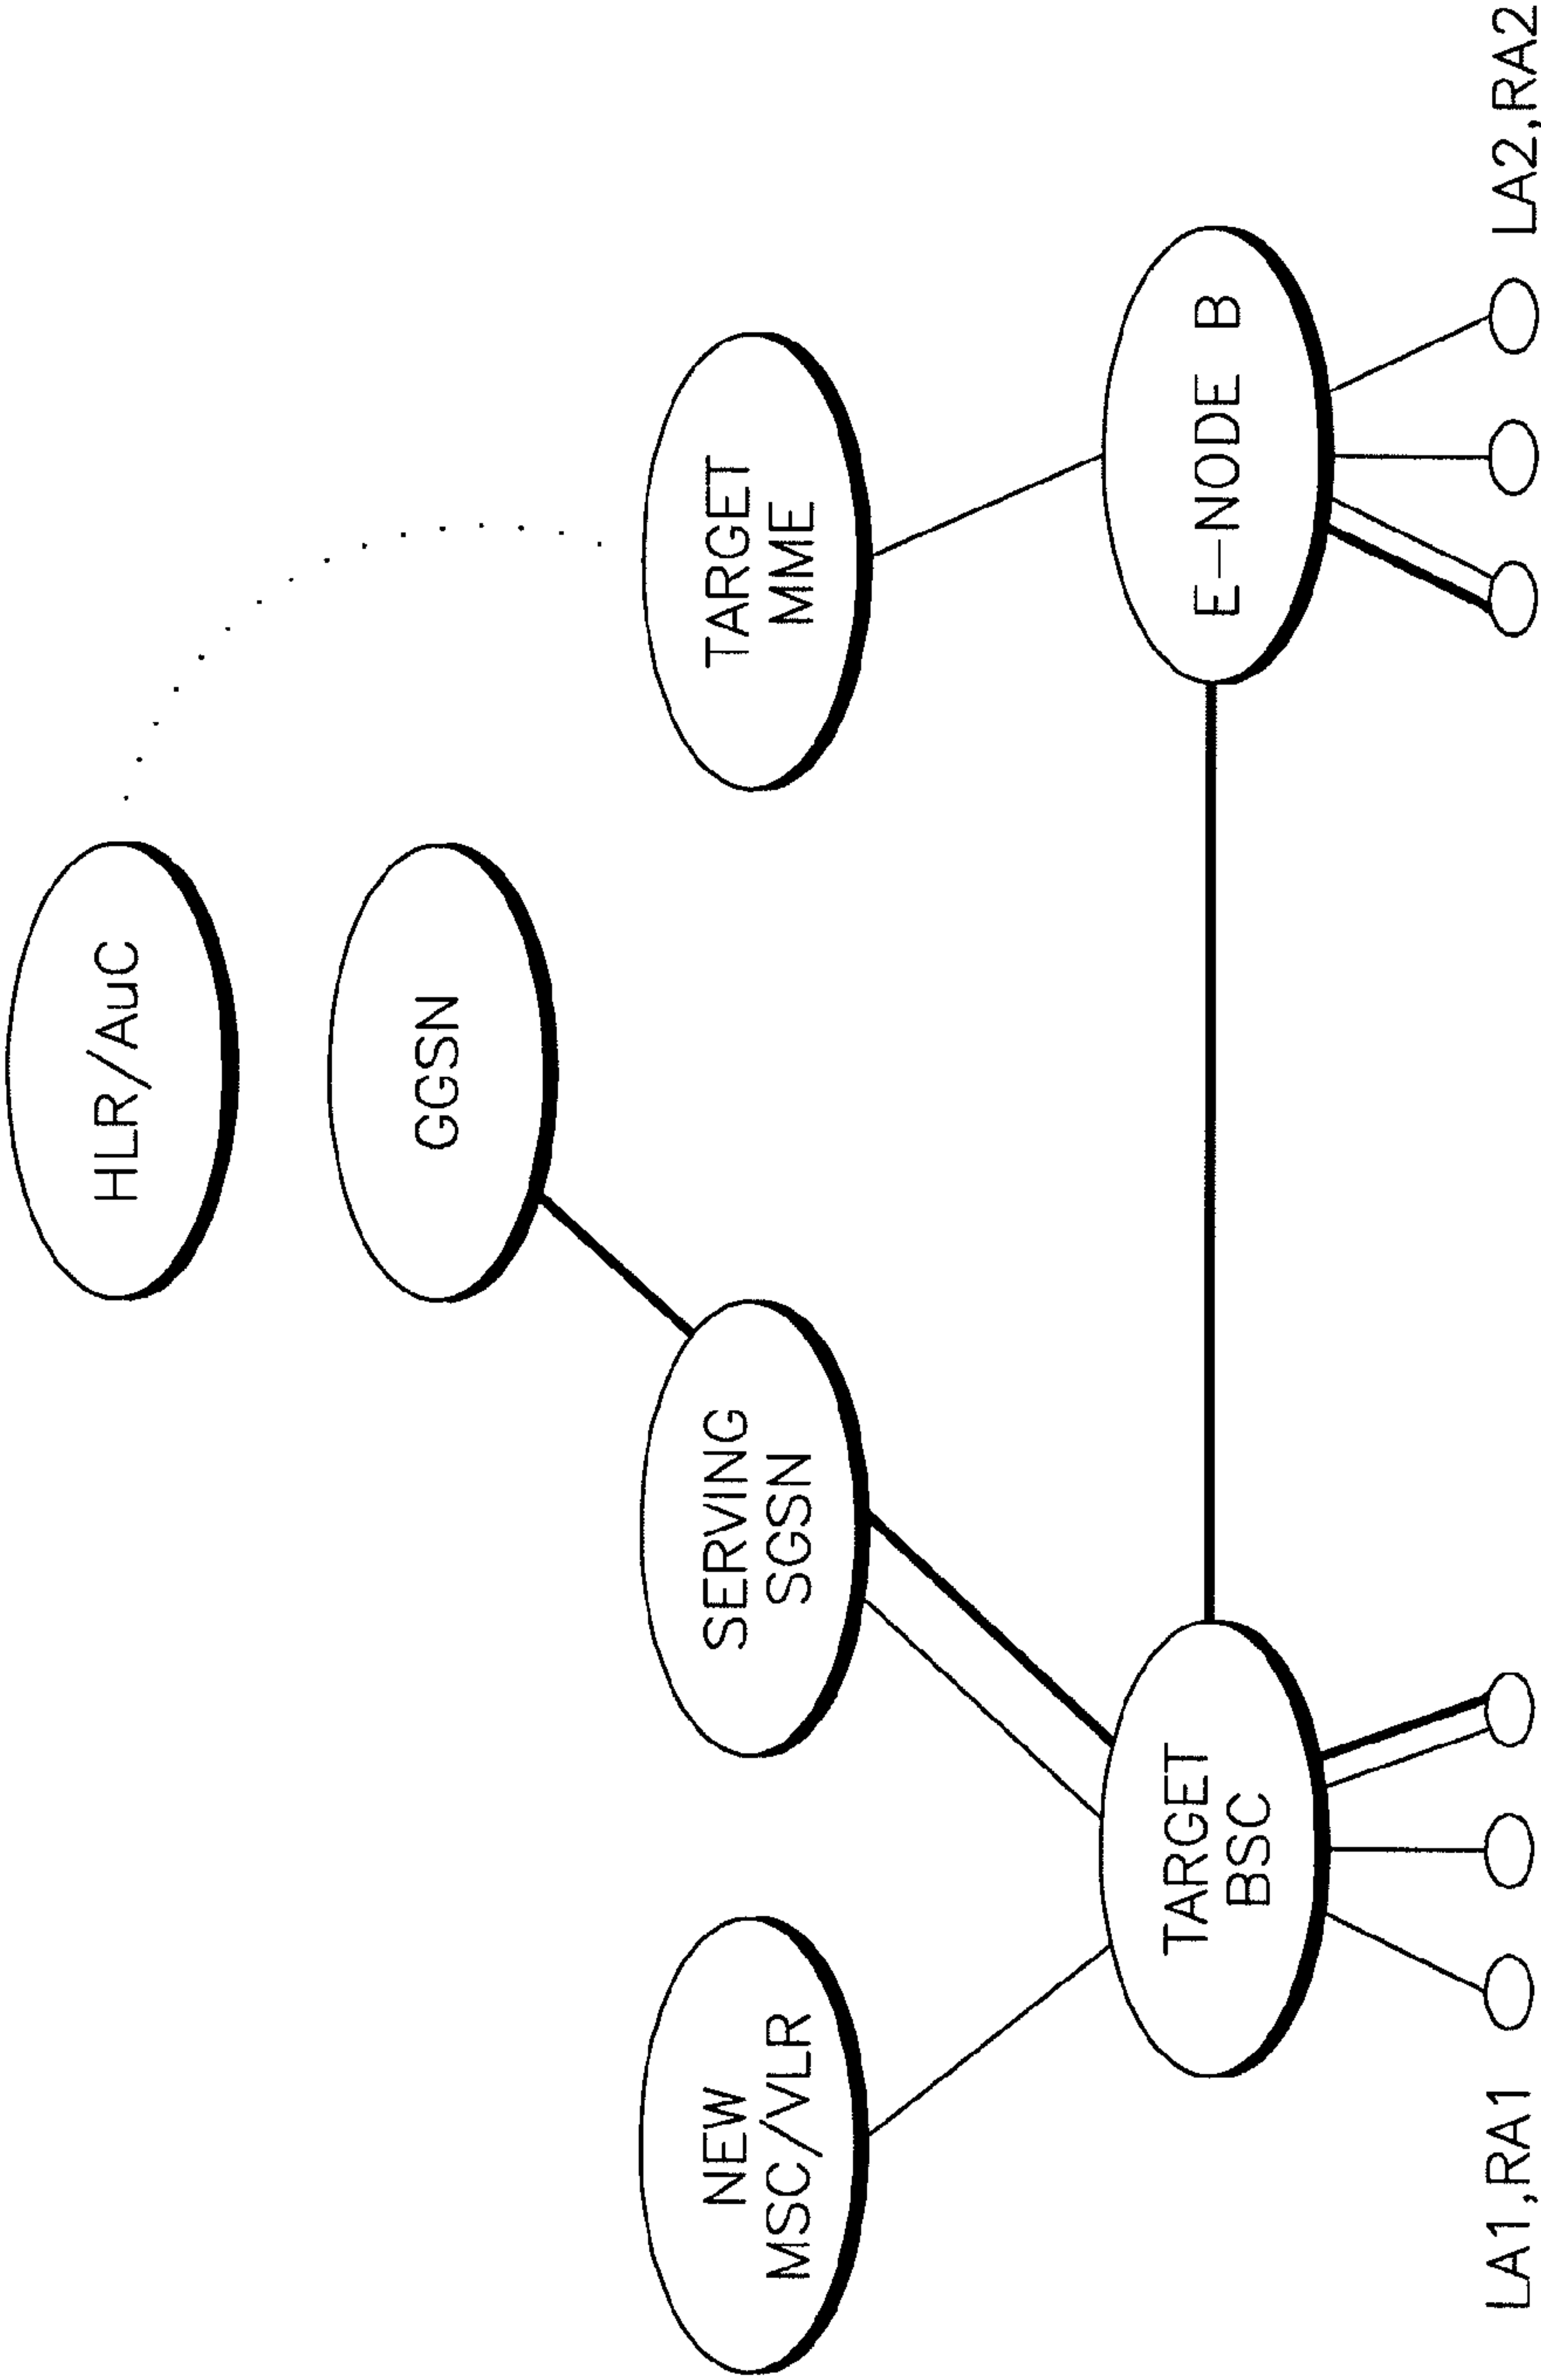 HLR/AuC
GGSN
NEW
MSC/VLR
SERVING
SGSN
TARGET
MME
TARGET
BSC
E-NODE B
LA1,RA1
LA2,RA2